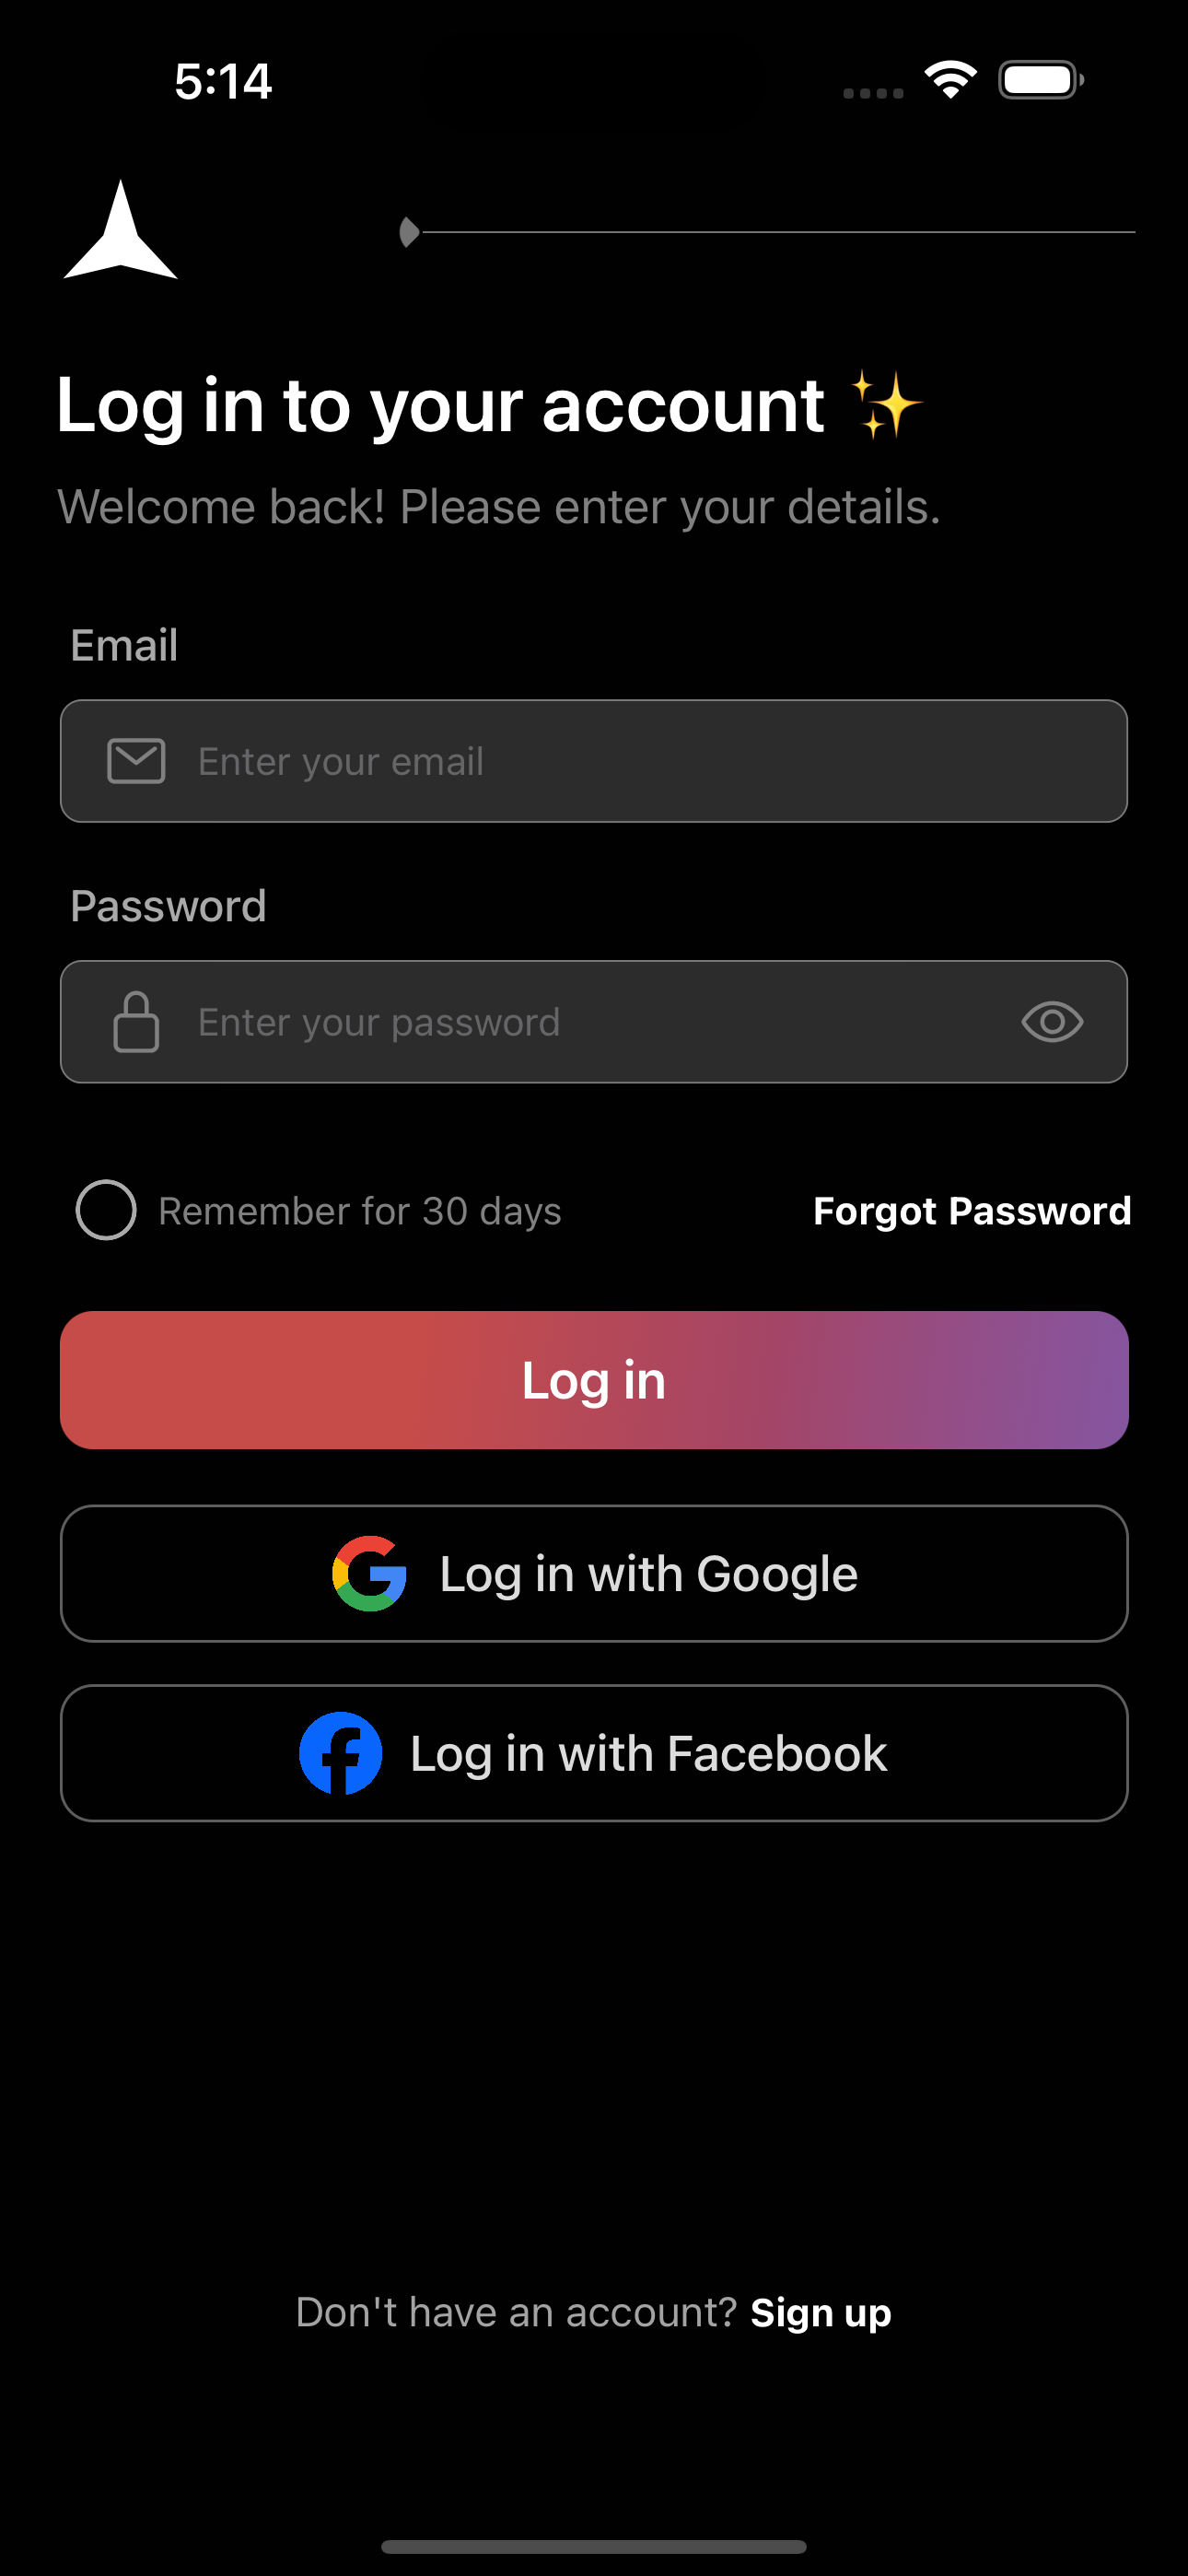 5:14
Log in to your account ✨
Welcome back! Please enter your details.
Email
Enter your email
Password
Enter your password
Remember for 30 days
Forgot Password
Log in
Log in with Google
Log in with Facebook
Don't have an account? Sign up